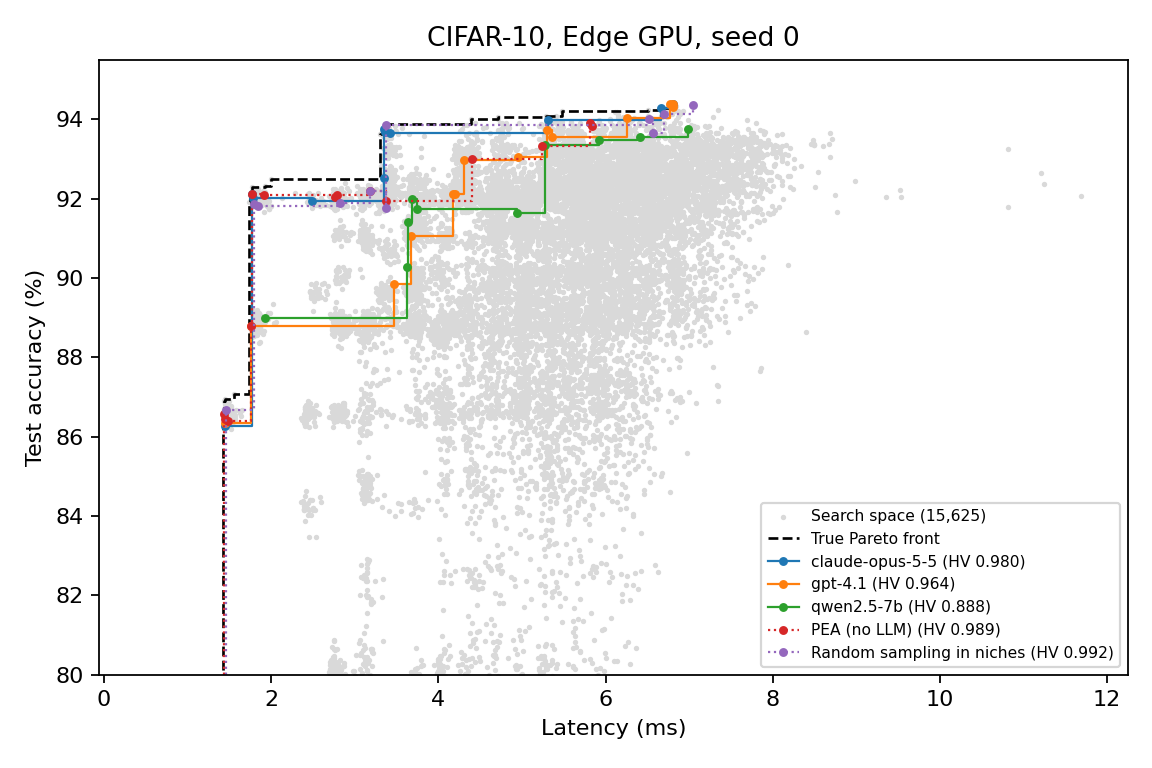 CIFAR-10, Edge GPU, seed 0
Test accuracy (%)
94
92
90
88
86
84
82
80
0 2 4 6 8 10 12
Latency (ms)
Search space (15,625)
True Pareto front
claude-opus-5-5 (HV 0.980)
gpt-4.1 (HV 0.964)
qwen2.5-7b (HV 0.888)
PEA (no LLM) (HV 0.989)
Random sampling in niches (HV 0.992)